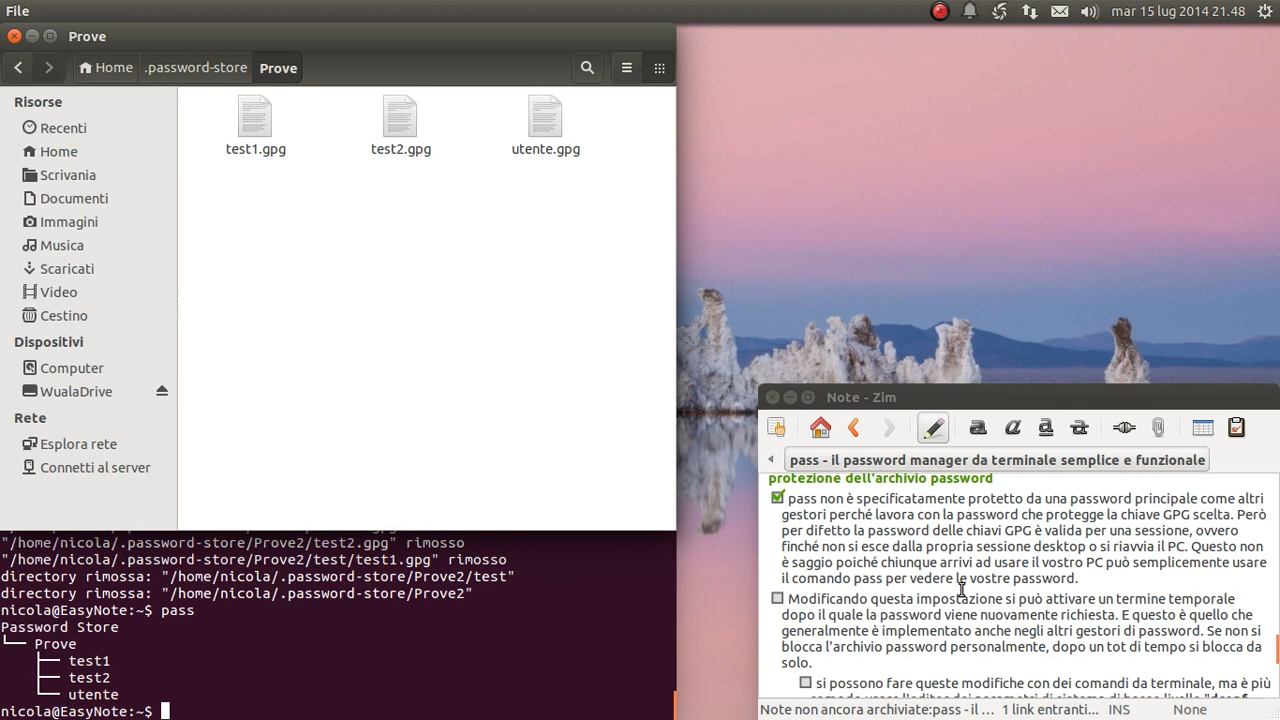 File
mar 15 lug 2014 21.48
Prove
Home
.password-store
Prove
Risorse
Recenti
Home
Scrivania
Documenti
Immagini
Musica
Scaricati
Video
Cestino
Dispositivi
Computer
WualaDrive
Rete
Esplora rete
Connetti al server
test1.gpg
test2.gpg
utente.gpg
"/home/nicola/.password-store/Prove2/test2.gpg" rimosso
"/home/nicola/.password-store/Prove2/test1.gpg" rimosso
directory rimossa: "/home/nicola/.password-store/Prove2/test"
directory rimossa: "/home/nicola/.password-store/Prove2"
nicola@EasyNote:~$ pass
Password Store
└── Prove
├── test1
├── test2
└── utente
nicola@EasyNote:~$
Note - Zim
pass - il password manager da terminale semplice e funzionale
protezione dell'archivio password
pass non è specificatamente protetto da una password principale come altri
gestori perché lavora con la password che protegge la chiave GPG scelta. Però
per difetto la password delle chiavi GPG è valida per una sessione, ovvero
finché non si esce dalla propria sessione desktop o si riavvia il PC. Questo non
è saggio poiché chiunque arrivi ad usare il vostro PC può semplicemente usare
il comando pass per vedere le vostre password.
Modificando questa impostazione si può attivare un termine temporale
dopo il quale la password viene nuovamente richiesta. E questo è quello che
generalmente è implementato anche negli altri gestori di password. Se non si
blocca l'archivio password personalmente, dopo un tot di tempo si blocca da
solo.
si possono fare queste modifiche con dei comandi da terminale, ma è più
Note non ancora archiviate:pass - il ...
1 link entranti...
INS
None